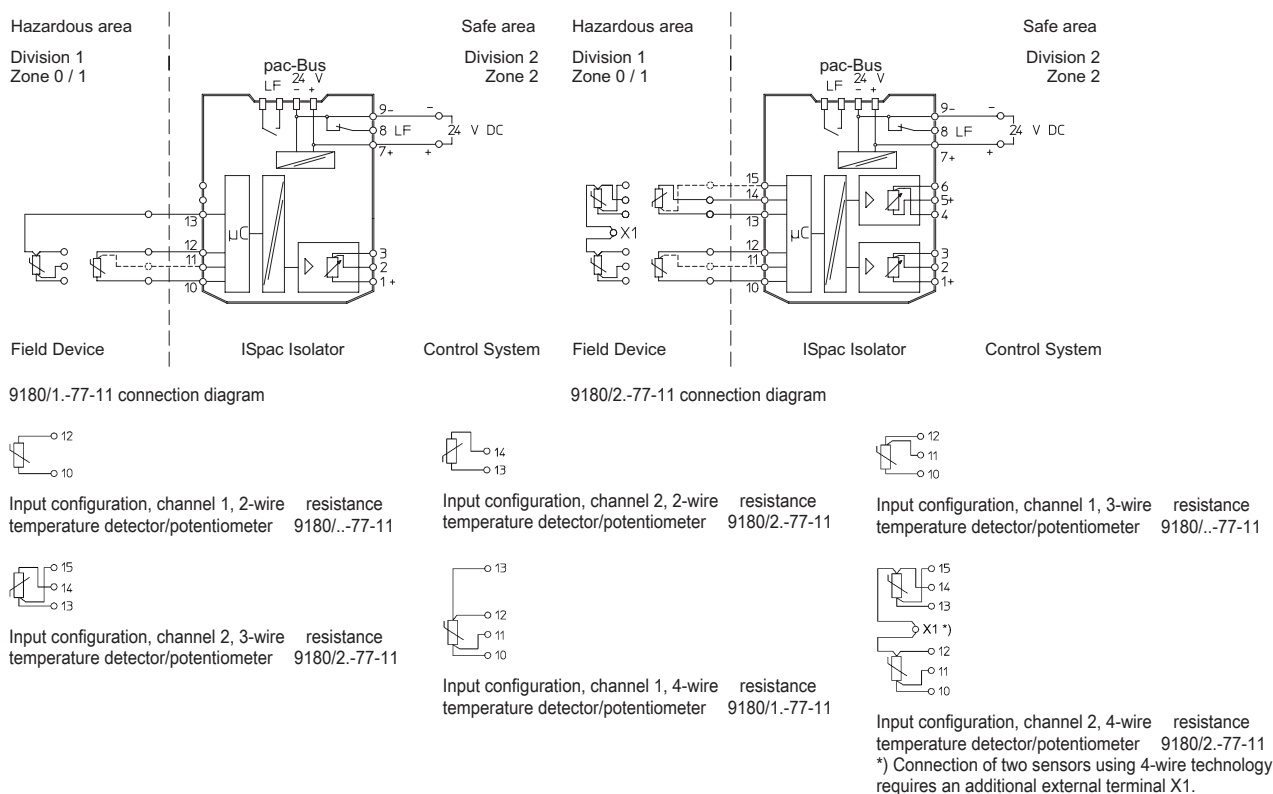 Hazardous area
Safe area
Division 1
Zone 0 / 1
Division 2
Zone 2
pac-Bus
LF 24 V
- +
9-
8 LF
7+
-
24 V DC
+
13
12
11
10
µC
3
2
1+
Field Device
ISpac Isolator
Control System
9180/1.-77-11 connection diagram
Hazardous area
Safe area
Division 1
Zone 0 / 1
Division 2
Zone 2
pac-Bus
LF 24 V
- +
9-
8 LF
7+
-
24 V DC
+
15
14
13
X1
12
11
10
µC
6
5+
4
3
2
1+
Field Device
ISpac Isolator
Control System
9180/2.-77-11 connection diagram
12
10
Input configuration, channel 1, 2-wire resistance
temperature detector/potentiometer 9180/..-77-11
14
13
Input configuration, channel 2, 2-wire resistance
temperature detector/potentiometer 9180/2.-77-11
12
11
10
Input configuration, channel 1, 3-wire resistance
temperature detector/potentiometer 9180/..-77-11
15
14
13
Input configuration, channel 2, 3-wire resistance
temperature detector/potentiometer 9180/2.-77-11
13
12
11
10
Input configuration, channel 1, 4-wire resistance
temperature detector/potentiometer 9180/1.-77-11
15
14
13
X1 *)
12
11
10
Input configuration, channel 2, 4-wire resistance
temperature detector/potentiometer 9180/2.-77-11
*) Connection of two sensors using 4-wire technology
requires an additional external terminal X1.